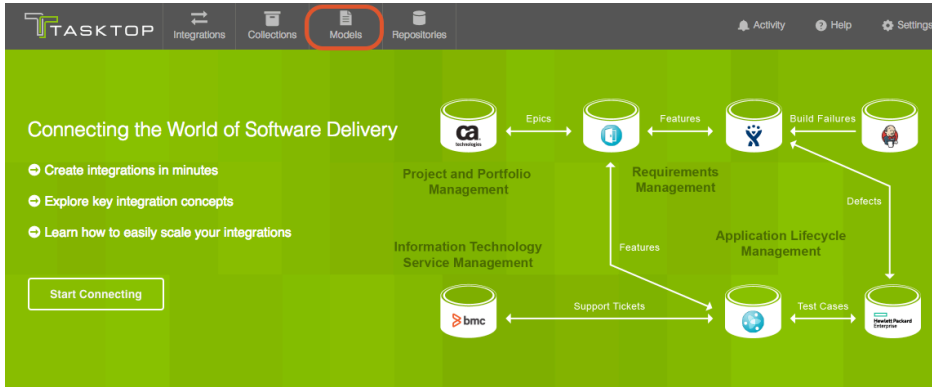 TASKTOP
Integrations
Collections
Models
Repositories
Activity
Help
Settings
Connecting the World of Software Delivery
Create integrations in minutes
Explore key integration concepts
Learn how to easily scale your integrations
Start Connecting
ca
technologies
Epics
Features
Build Failures
Project and Portfolio
Management
Requirements
Management
Defects
Information Technology
Service Management
Features
Application Lifecycle
Management
bmc
Support Tickets
Test Cases
Hewlett Packard
Enterprise